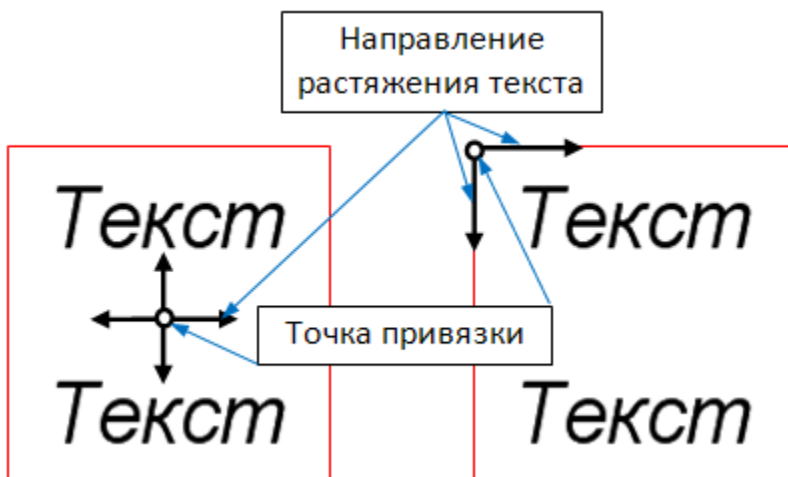 Направление
растяжения текста
Текст
Текст
Точка привязки
Текст
Текст